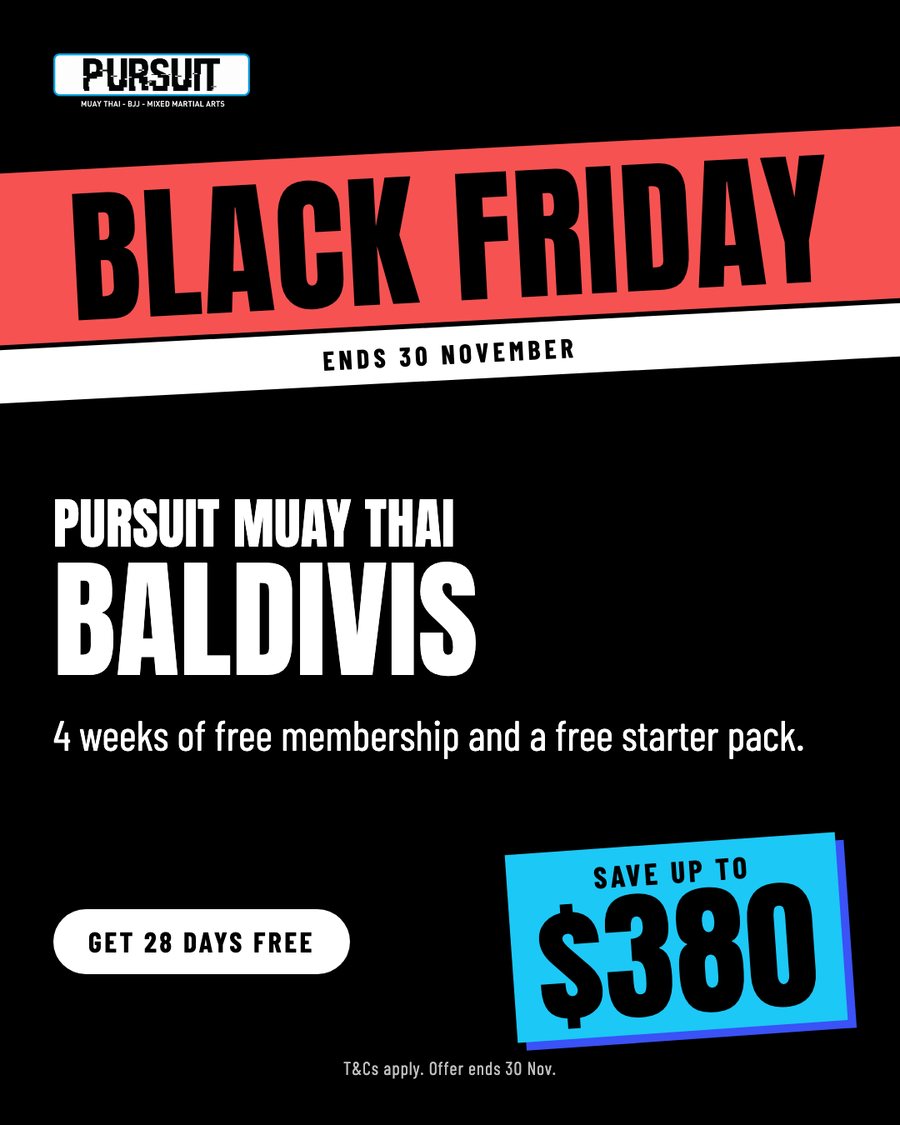 PURSUIT
MUAY THAI - BJJ - MIXED MARTIAL ARTS
BLACK FRIDAY
ENDS 30 NOVEMBER
PURSUIT MUAY THAI
BALDIVIS
4 weeks of free membership and a free starter pack.
SAVE UP TO
$380
GET 28 DAYS FREE
T&Cs apply. Offer ends 30 Nov.